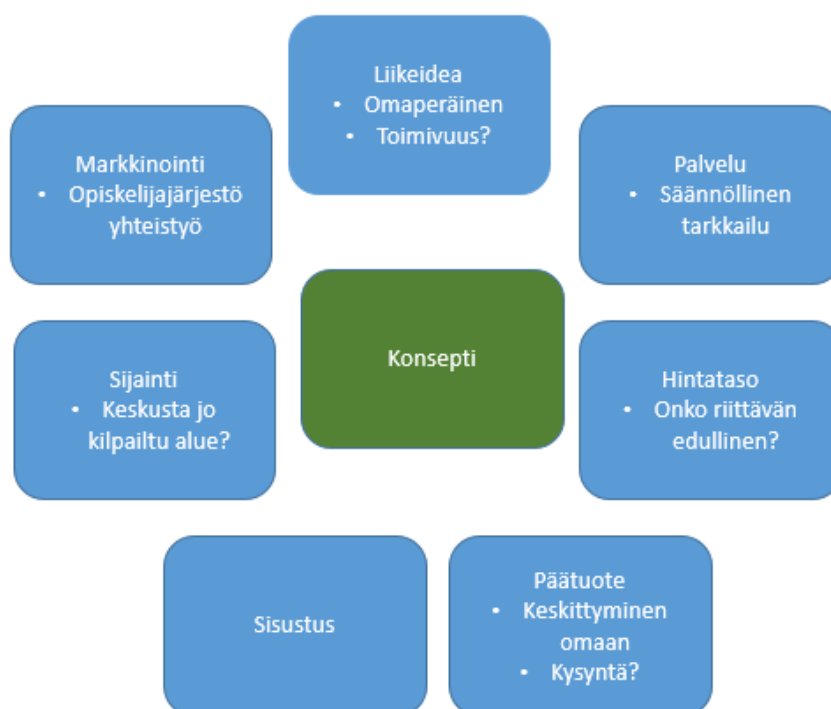 Liikeidea
• Omaperäinen
• Toimivuus?
Markkinointi
• Opiskelijajärjestö
yhteistyö
Palvelu
• Säännöllinen
tarkkailu
Konsepti
Sijainti
• Keskusta jo
kilpailtu alue?
Hintataso
• Onko riittävän
edullinen?
Sisustus
Päätuote
• Keskittyminen
omaan
• Kysyntä?